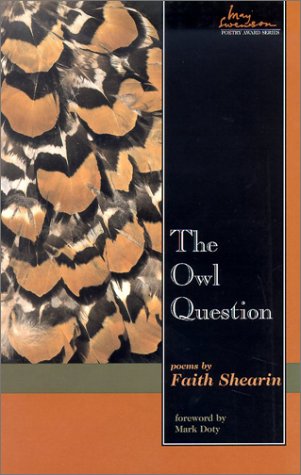 May
Swenson
POETRY AWARD SERIES
The
Owl
Question
poems by
Faith Shearin
foreword by
Mark Doty